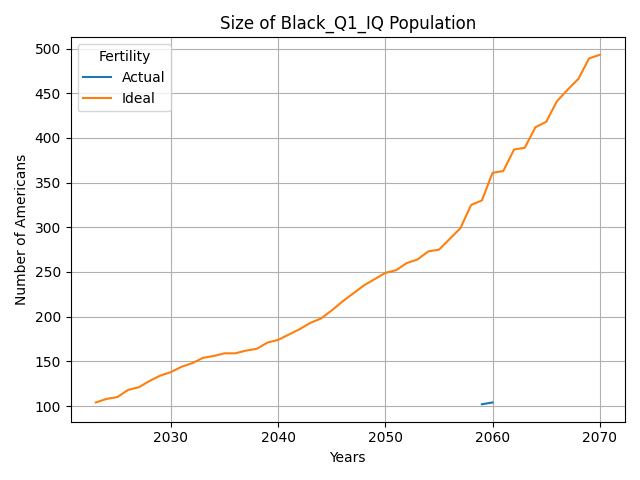 Size of Black_Q1_IQ Population
Fertility
Actual
Ideal
Number of Americans
500
450
400
350
300
250
200
150
100
2030
2040
2050
2060
2070
Years